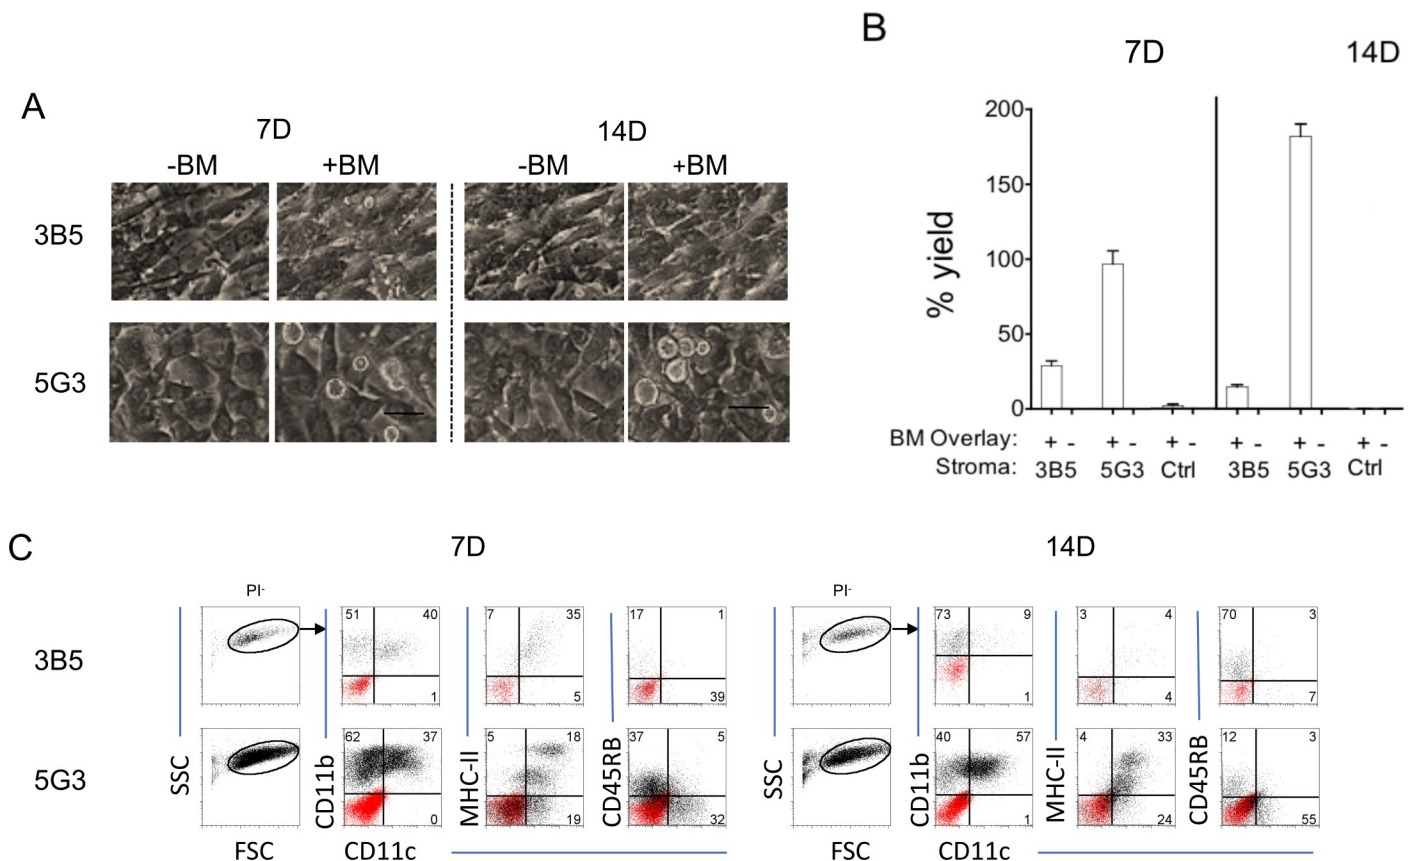 A
7D
14D
-BM
+BM
-BM
+BM
3B5
5G3
B
7D
14D
% yield
200
150
100
50
0
BM Overlay: + - + - + - + - + - + -
Stroma: 3B5 5G3 Ctrl 3B5 5G3 Ctrl
C
7D
14D
PI-
PI-
3B5
51 40
1
7 35
5
17 1
39
73 9
1
3 4
4
70 3
7
5G3
SSC
CD11b
62 37
0
MHC-II
5 18
19
CD45RB
37 5
32
SSC
CD11b
40 57
1
MHC-II
4 33
24
CD45RB
12 3
55
FSC
CD11c
FSC
CD11c